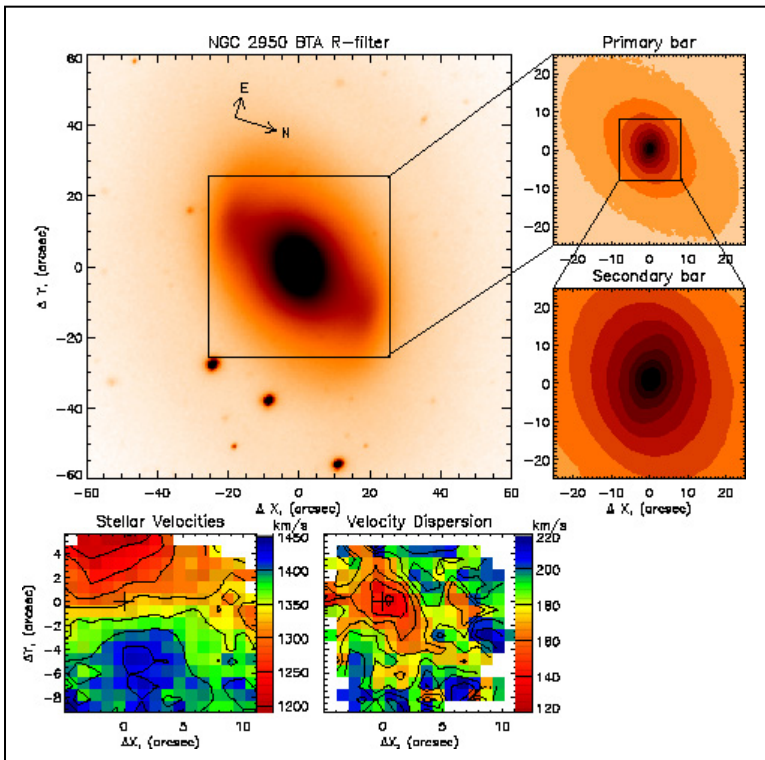 NGC 2950 BTA R-filter
Primary bar
E
N
60
40
20
0
−20
−40
−60
−60 −40 −20 0 20 40 60
Δ X, (arcsec)
Δ Y, (arcsec)
20
10
0
−10
−20
−20 −10 0 10 20
Secondary bar
20
10
0
−10
−20
−20 −10 0 10 20
Δ X, (arcsec)
Stellar Velocities
km/s
4
2
0
−2
−4
−6
−8
0 5 10
ΔX, (arcsec)
ΔY, (arcsec)
1450
1400
1350
1300
1250
1200
Velocity Dispersion
km/s
0 5 10
ΔX, (arcsec)
220
200
180
160
140
120